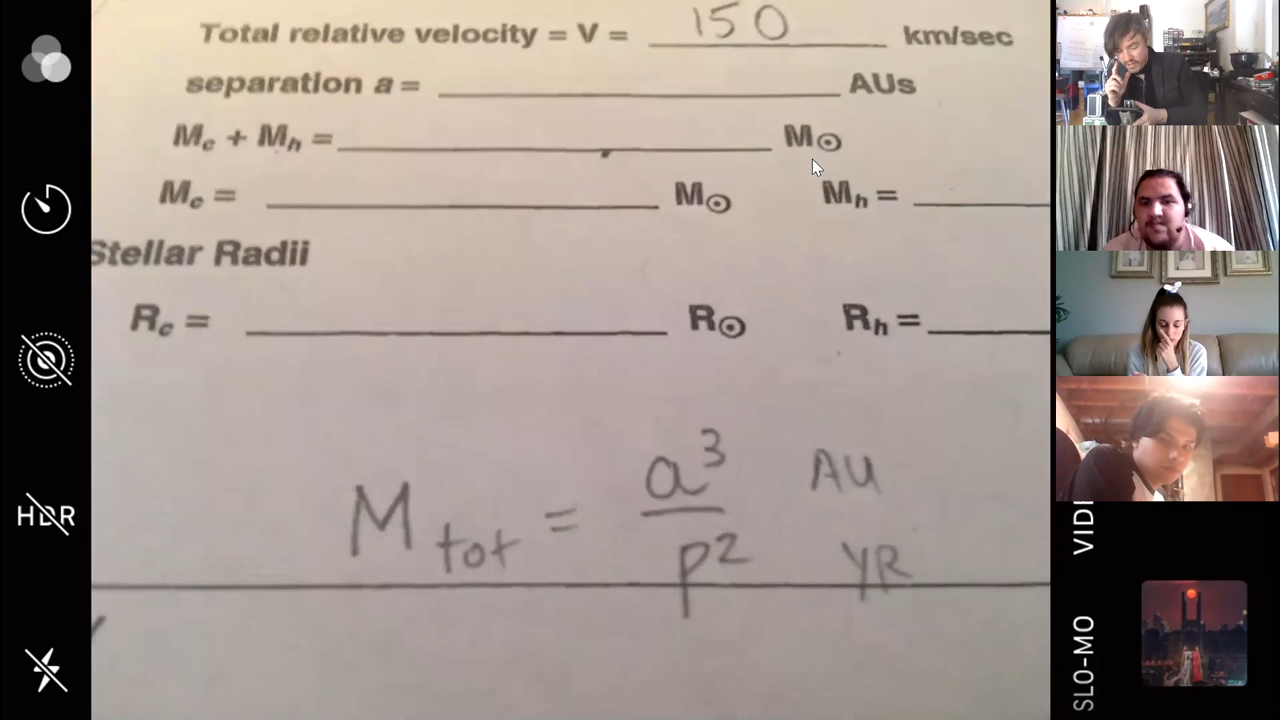 Total relative velocity = V = 150 km/sec
separation a = AUs
Mc + Mh = M⊙
Mc = M⊙ Mh =
Stellar Radii
Rc = R⊙ Rh =
Mtot = a³ AU
p² YR
HDR
VIDE
SLO-MO